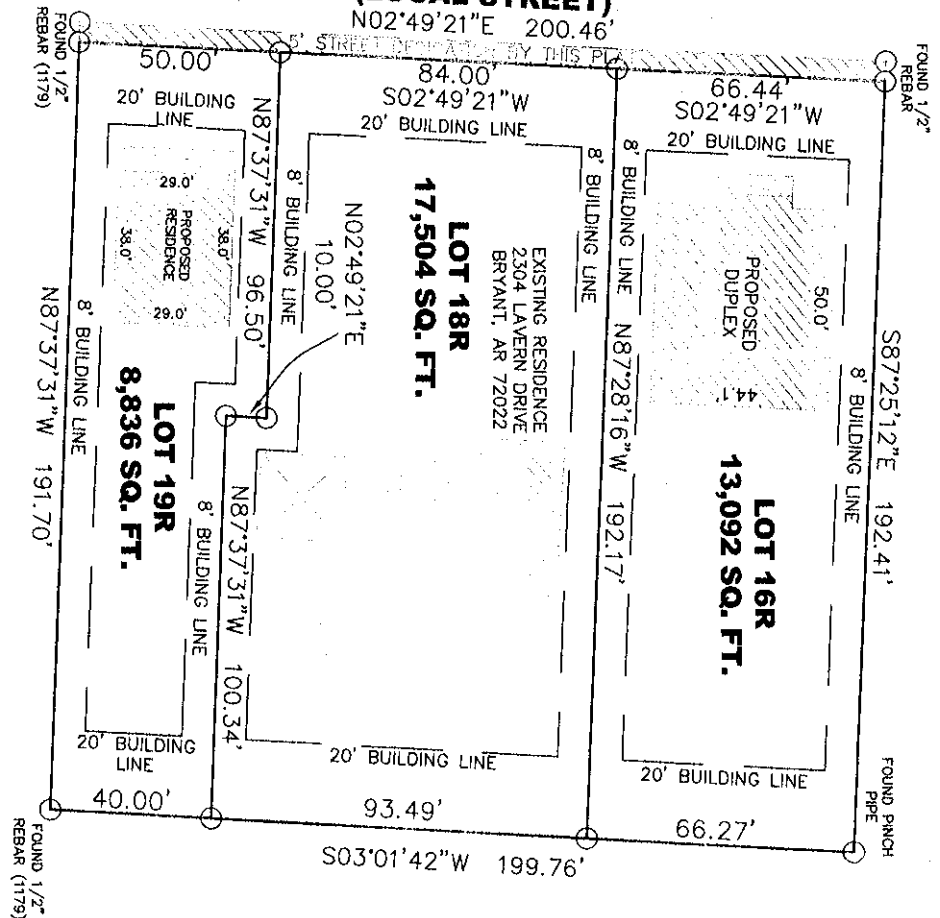 (LOCAL STREET)
N02°49'21"E 200.46'
5' STREET DEDICATION BY THIS PLAT
FOUND 1/2"
REBAR (1179)
FOUND 1/2"
REBAR
50.00'
84.00'
S02°49'21"W
66.44'
S02°49'21"W
20' BUILDING
LINE
20' BUILDING LINE
20' BUILDING LINE
N87°37'31"W 96.50'
8' BUILDING LINE
8' BUILDING LINE
8' BUILDING LINE
N87°28'16"W 192.17'
S87°25'12"E 192.41'
8' BUILDING LINE
29.0'
38.0'
PROPOSED
RESIDENCE
38.0'
29.0'
N02°49'21"E
10.00'
LOT 18R
17,504 SQ. FT.
EXISTING RESIDENCE
2304 LAVERN DRIVE
BRYANT, AR 72022
PROPOSED
DUPLEX
50.0'
44.1'
LOT 16R
13,092 SQ. FT.
N87°37'31"W 191.70'
8' BUILDING LINE
LOT 19R
8,836 SQ. FT.
8' BUILDING LINE
N87°37'31"W 100.34'
20' BUILDING
LINE
20' BUILDING LINE
20' BUILDING LINE
40.00'
93.49'
66.27'
S03°01'42"W 199.76'
FOUND PINCH
PIPE
FOUND 1/2"
REBAR (1179)